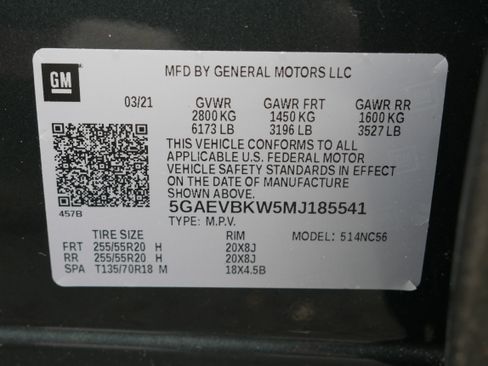 GM
MFD BY GENERAL MOTORS LLC
03/21 GVWR GAWR FRT GAWR RR
2800 KG 1450 KG 1600 KG
6173 LB 3196 LB 3527 LB
THIS VEHICLE CONFORMS TO ALL
APPLICABLE U.S. FEDERAL MOTOR
VEHICLE SAFETY STANDARDS IN EFFECT
ON THE DATE OF MANUFACTURE
SHOWN ABOVE.
457B
5GAEVBKW5MJ185541
TYPE: M.P.V.
TIRE SIZE RIM MODEL: 514NC56
FRT 255/55R20 H 20X8J
RR 255/55R20 H 20X8J
SPA T135/70R18 M 18X4.5B